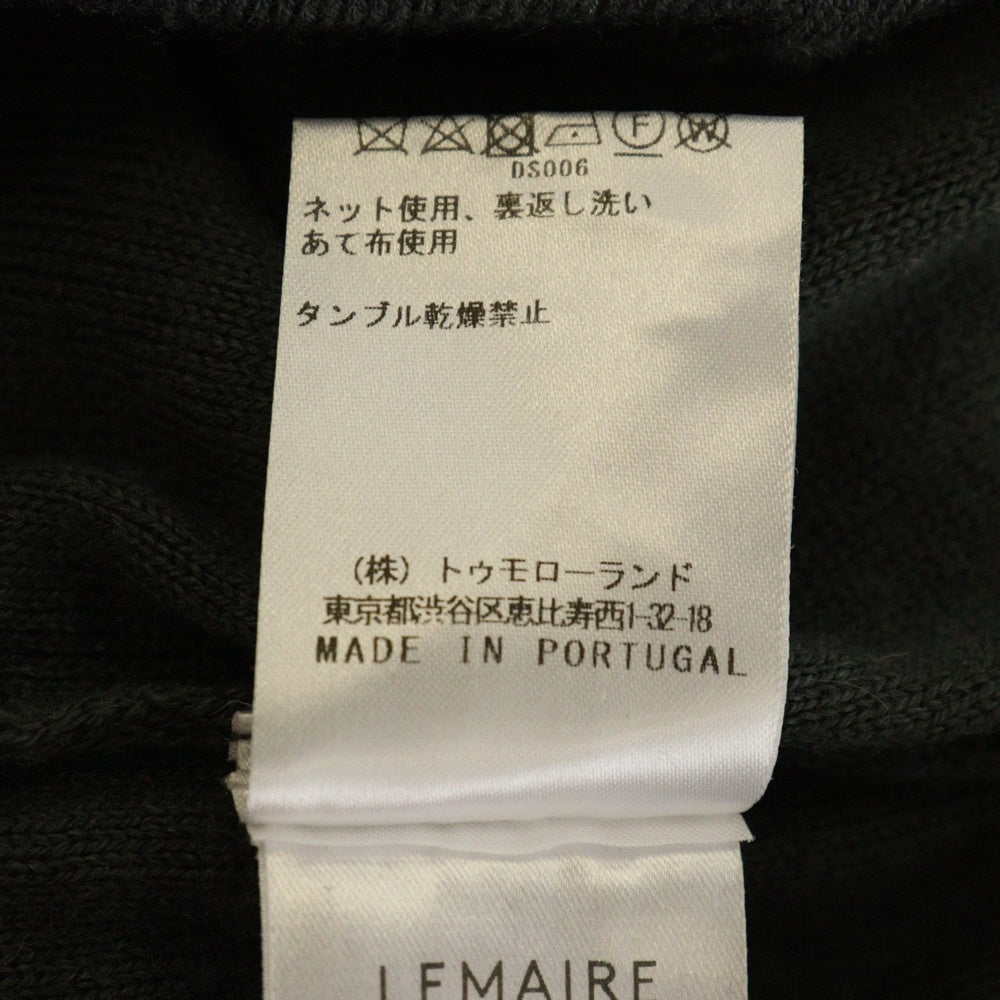 F W
DS006
ネット使用、裏返し洗い
あて布使用
タンブル乾燥禁止
(株) トゥモローランド
東京都渋谷区恵比寿西1-32-18
MADE IN PORTUGAL
LEMAIRE